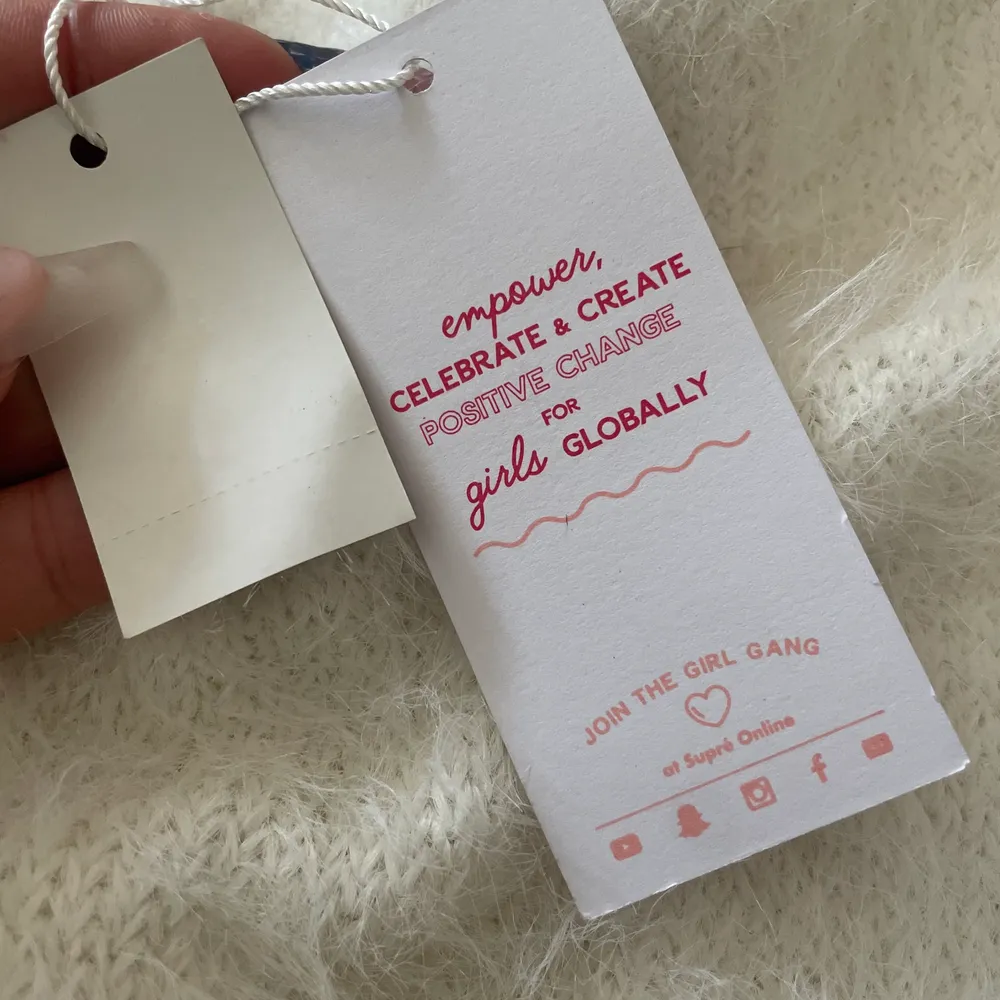 empower,
CELEBRATE & CREATE
POSITIVE CHANGE
FOR
girls GLOBALLY
JOIN THE GIRL GANG
at Supré Online